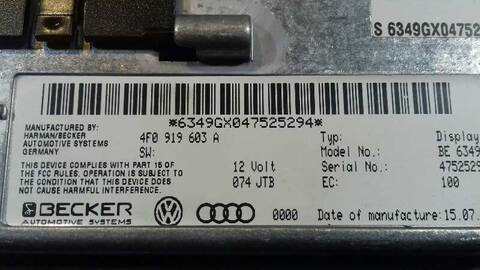 S 6349GX04752
*6349GX047525294*
MANUFACTURED BY:
HARMAN/BECKER
AUTOMOTIVE SYSTEMS
GERMANY
4F0 919 603 A
SW:
Typ: Display
Model No.: BE 6349
THIS DEVICE COMPLIES WITH PART 15 OF
THE FCC RULES. OPERATION IS SUBJECT TO
THE CONDITION THAT THIS DEVICE DOES
NOT CAUSE HARMFUL INTERFERENCE.
12 Volt
074 JTB
Serial No.: 4752529
EC: 100
BECKER
AUTOMOTIVE SYSTEMS
0000 Date of manufacture: 15.07.